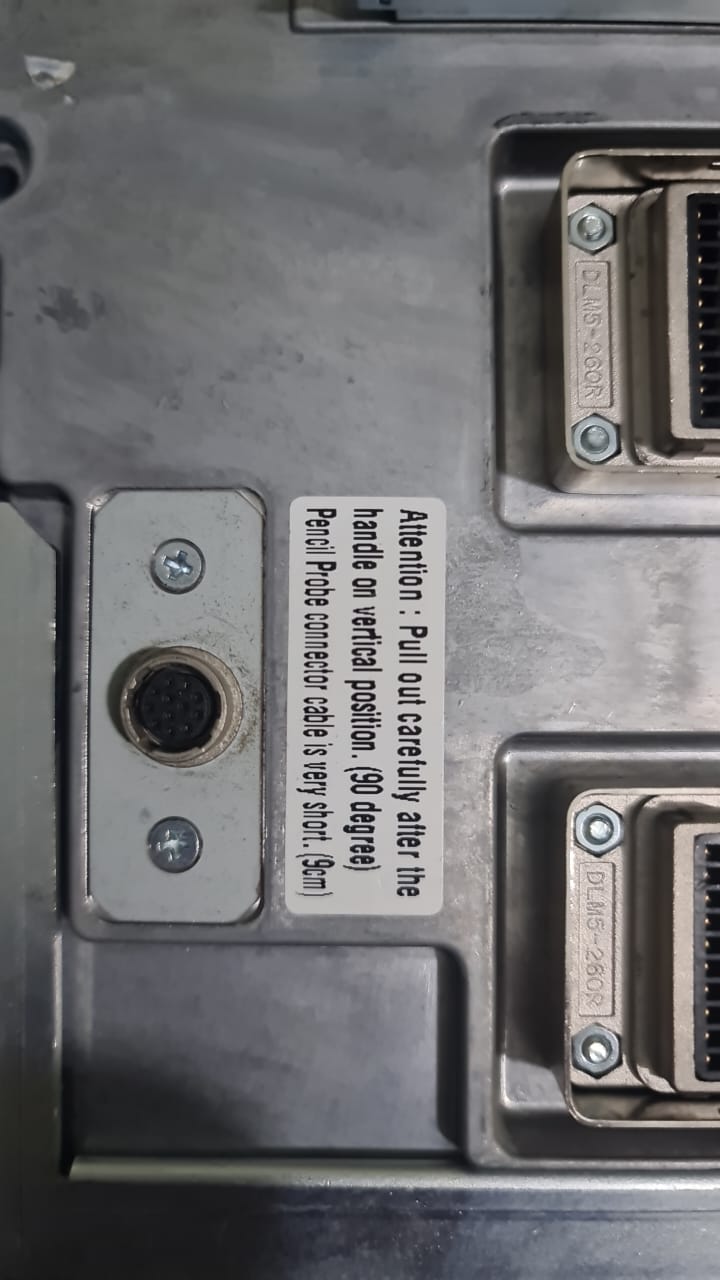 DLM5-260R
Attention : Pull out carefully after the
handle on vertical position. (90 degree)
Pencil Probe connector cable is very short. (9cm)
DLM5-260R